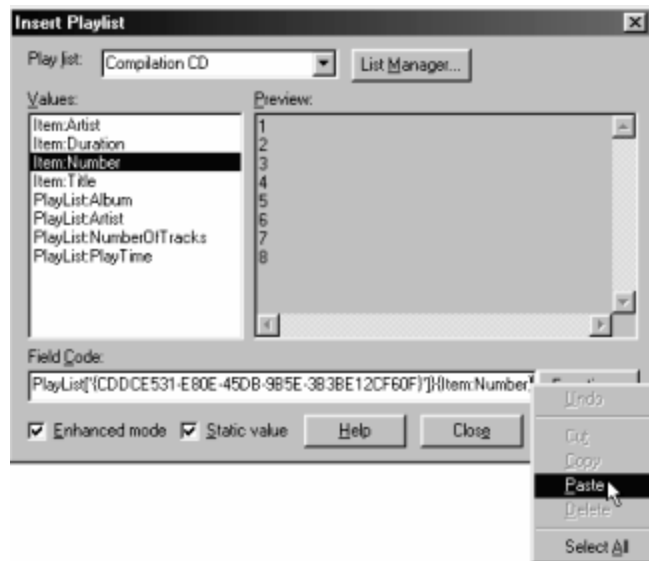 Insert Playlist
Play list: Compilation CD List Manager...
Values: Preview:
Item:Artist
Item:Duration
Item:Number
Item:Title
PlayList:Album
PlayList:Artist
PlayList:NumberOfTracks
PlayList:PlayTime
1
2
3
4
5
6
7
8
Field Code:
PlayList["{CDDCE531-E80E-45DB-9B5E-3B3BE12CF60F}"]}{Item:Number
Enhanced mode Static value Help Close
Undo
Cut
Copy
Paste
Delete
Select All